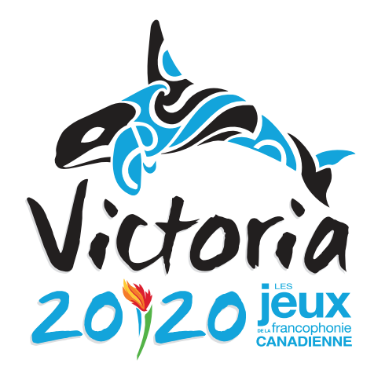 Victoria
2020
LES
jeux
DE LA francophonie
CANADIENNE